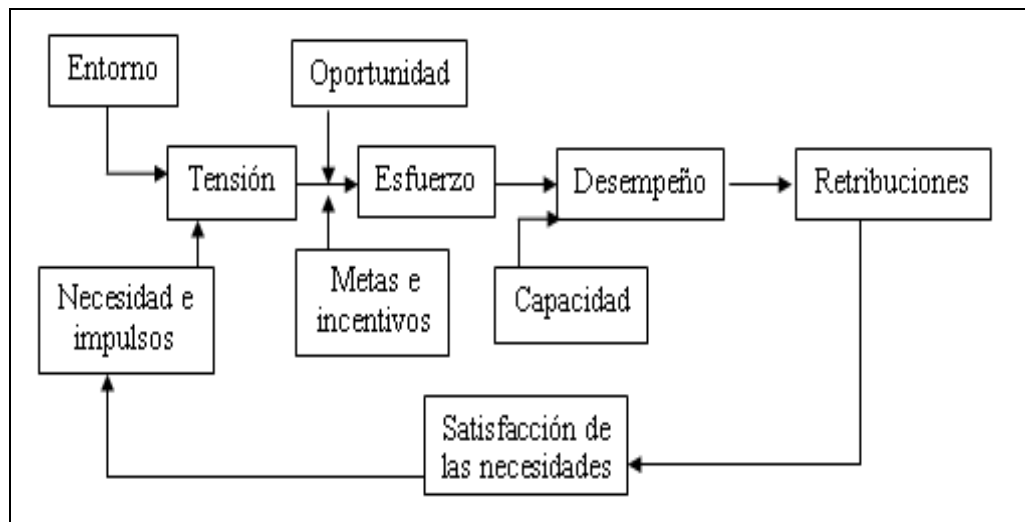 Entorno
Oportunidad
Tensión
Esfuerzo
Desempeño
Retribuciones
Necesidad e
impulsos
Metas e
incentivos
Capacidad
Satisfacción de
las necesidades